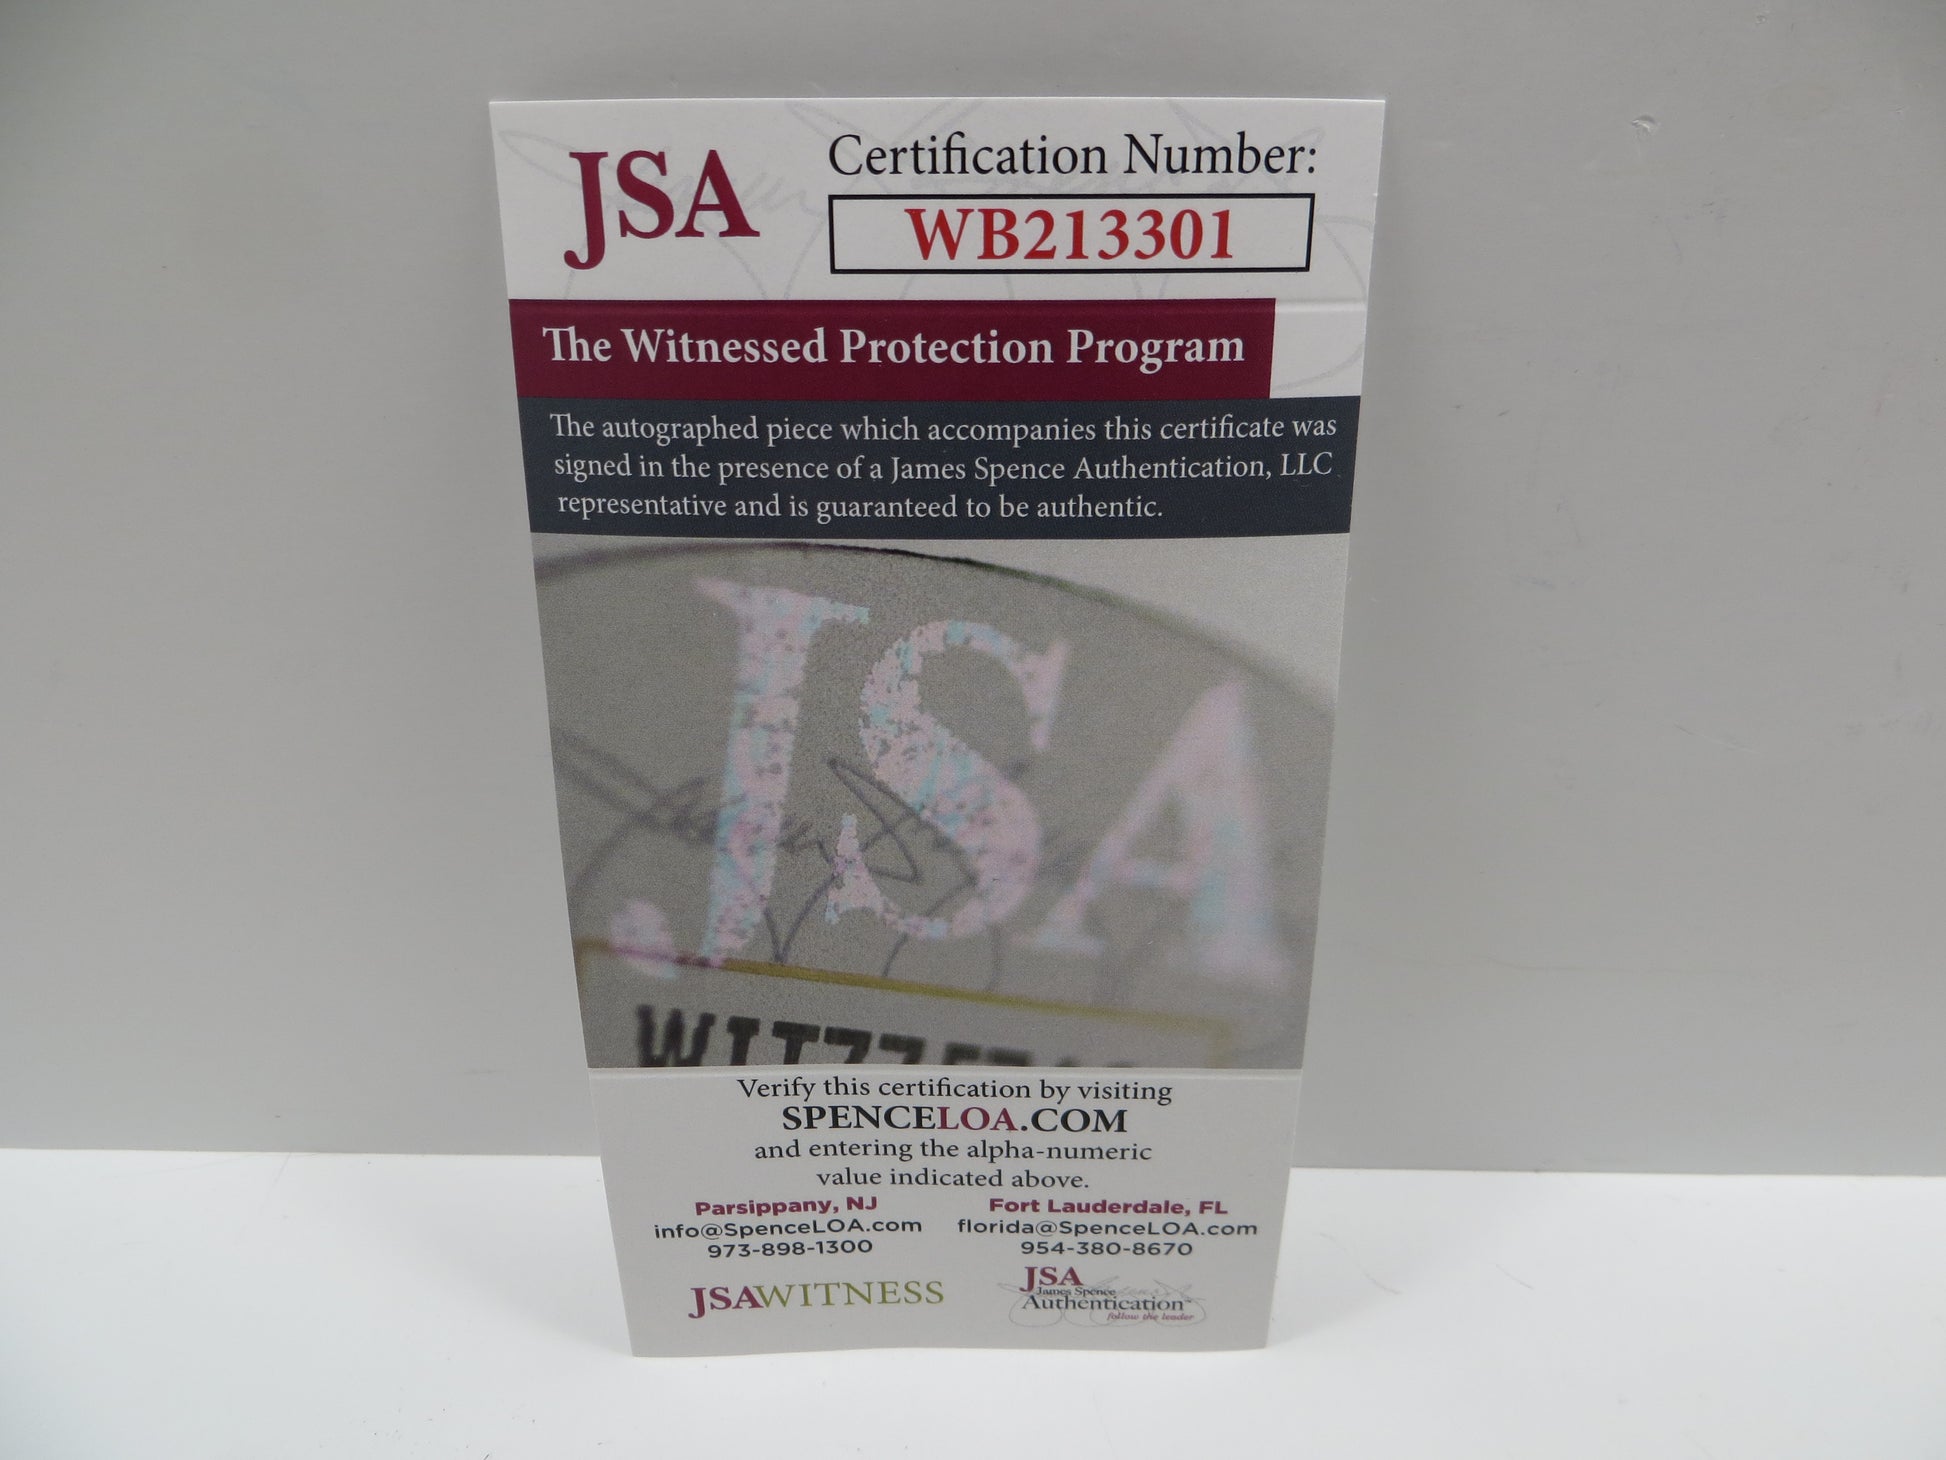 JSA
Certification Number:
WB213301
The Witnessed Protection Program
The autographed piece which accompanies this certificate was
signed in the presence of a James Spence Authentication, LLC
representative and is guaranteed to be authentic.
JSA
Verify this certification by visiting
SPENCELOA.COM
and entering the alpha-numeric
value indicated above.
Parsippany, NJ
info@SpenceLOA.com
973-898-1300
Fort Lauderdale, FL
florida@SpenceLOA.com
954-380-8670
JSAWITNESS
JSA
James Spence
Authentication
follow the leader